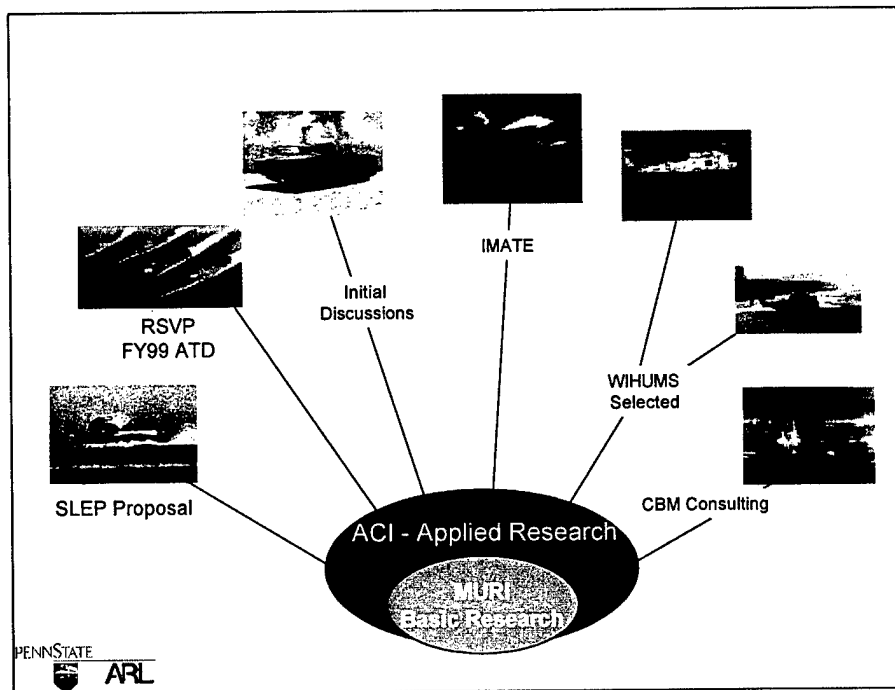 IMATE
Initial
Discussions
RSVP
FY99 ATD
WIHUMS
Selected
SLEP Proposal
CBM Consulting
ACI - Applied Research
MURI
Basic Research
PENNSTATE
ARL